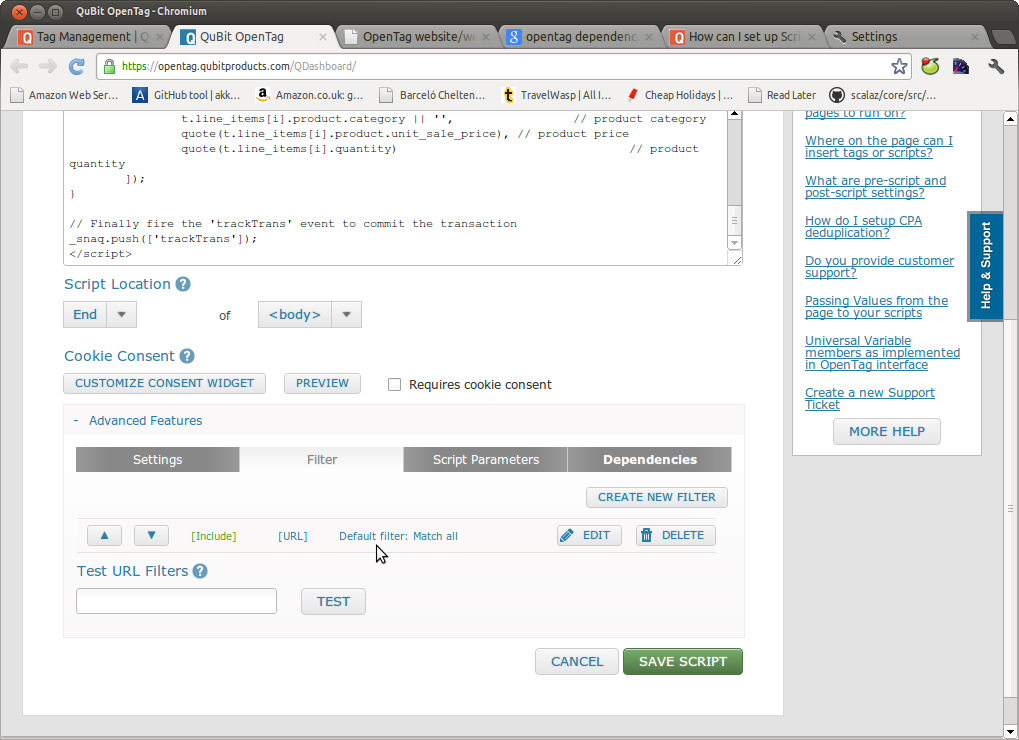 QuBit OpenTag - Chromium
Tag Management | Q
QuBit OpenTag
OpenTag website/we
opentag dependenc
How can I set up Scri
Settings
https://opentag.qubitproducts.com/QDashboard/
Amazon Web Ser...
GitHub tool | akk...
Amazon.co.uk: g...
Barceló Chelten...
TravelWasp | All I...
Cheap Holidays | ...
Read Later
scalaz/core/src/...
t.line_items[i].product.category || '', // product category
quote(t.line_items[i].product.unit_sale_price), // product price
quote(t.line_items[i].quantity) // product
quantity
]);
}
// Finally fire the 'trackTrans' event to commit the transaction
_snaq.push(['trackTrans']);
</script>
Script Location ?
End
of
<body>
Cookie Consent ?
CUSTOMIZE CONSENT WIDGET
PREVIEW
Requires cookie consent
- Advanced Features
Settings
Filter
Script Parameters
Dependencies
CREATE NEW FILTER
[Include]
[URL]
Default filter: Match all
EDIT
DELETE
Test URL Filters ?
TEST
CANCEL
SAVE SCRIPT
pages to run on?
Where on the page can I
insert tags or scripts?
What are pre-script and
post-script settings?
How do I setup CPA
deduplication?
Do you provide customer
support?
Passing Values from the
page to your scripts
Universal Variable
members as implemented
in OpenTag interface
Create a new Support
Ticket
MORE HELP
Help & Support